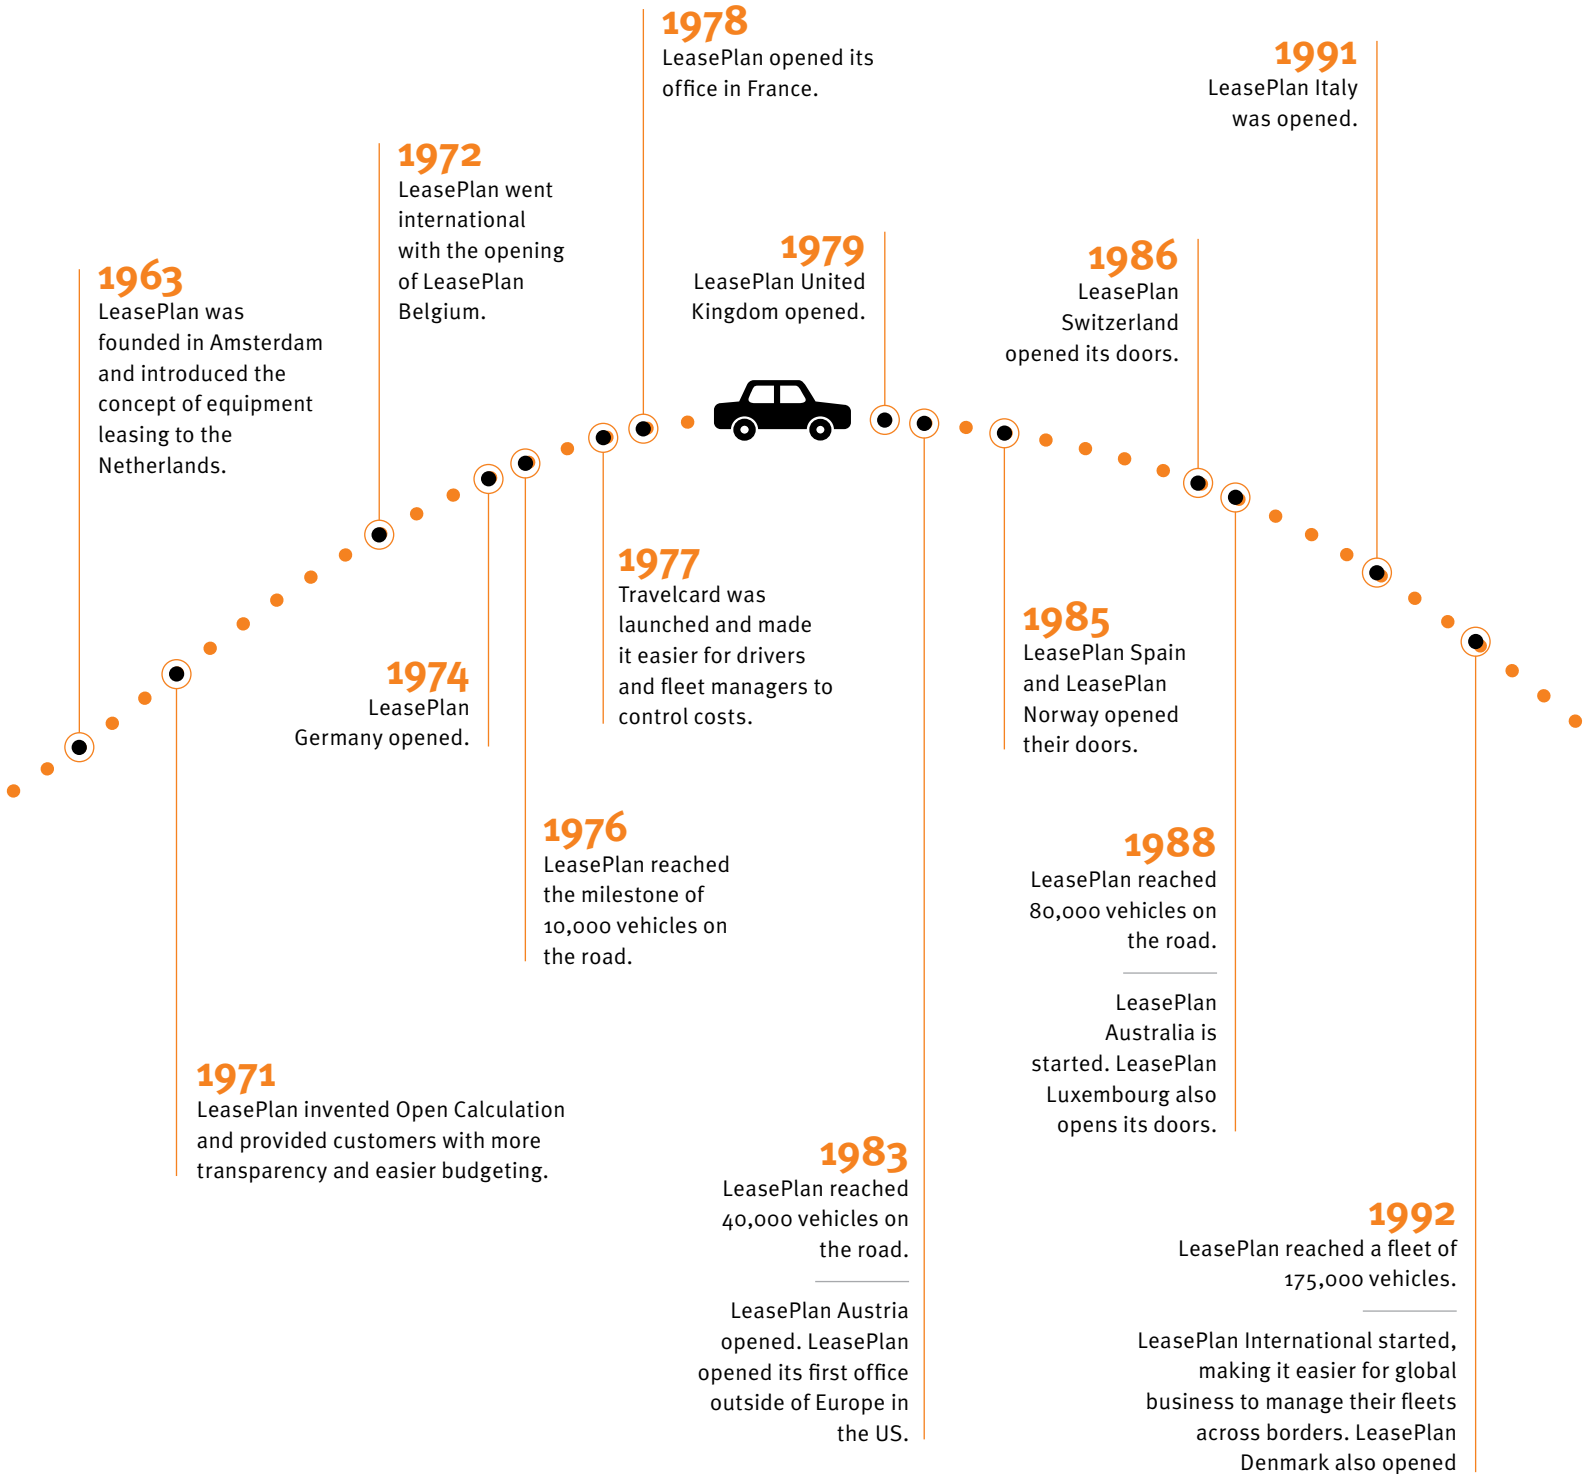 1963
LeasePlan was
founded in Amsterdam
and introduced the
concept of equipment
leasing to the
Netherlands.
1971
LeasePlan invented Open Calculation
and provided customers with more
transparency and easier budgeting.
1972
LeasePlan went
international
with the opening
of LeasePlan
Belgium.
1974
LeasePlan
Germany opened.
1976
LeasePlan reached
the milestone of
10,000 vehicles on
the road.
1977
Travelcard was
launched and made
it easier for drivers
and fleet managers to
control costs.
1978
LeasePlan opened its
office in France.
1979
LeasePlan United
Kingdom opened.
1983
LeasePlan reached
40,000 vehicles on
the road.
LeasePlan Austria
opened. LeasePlan
opened its first office
outside of Europe in
the US.
1985
LeasePlan Spain
and LeasePlan
Norway opened
their doors.
1986
LeasePlan
Switzerland
opened its doors.
1988
LeasePlan reached
80,000 vehicles on
the road.
LeasePlan
Australia is
started. LeasePlan
Luxembourg also
opens its doors.
1991
LeasePlan Italy
was opened.
1992
LeasePlan reached a fleet of
175,000 vehicles.
LeasePlan International started,
making it easier for global
business to manage their fleets
across borders. LeasePlan
Denmark also opened